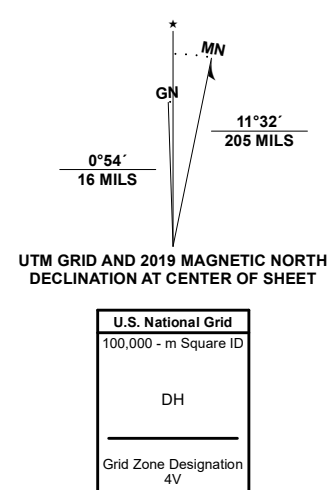 ★
MN
GN
11°32´
205 MILS
0°54´
16 MILS
UTM GRID AND 2019 MAGNETIC NORTH
DECLINATION AT CENTER OF SHEET
U.S. National Grid
100,000 - m Square ID
DH
Grid Zone Designation
4V